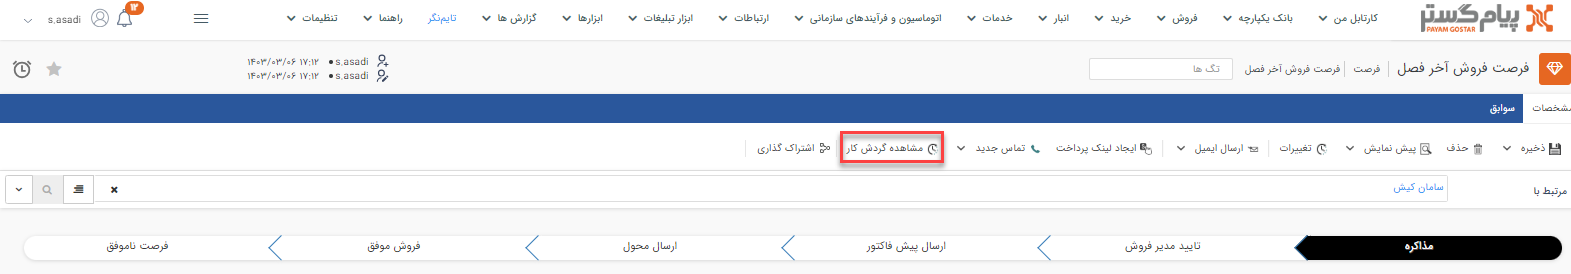 پیام گستر
PAYAM GOSTAR
کارتابل من
بانک یکپارچه
فروش
خرید
انبار
خدمات
اتوماسیون و فرآیندهای سازمانی
ارتباطات
ابزار تبلیغات
ابزارها
گزارش ها
تایم‌نگر
راهنما
تنظیمات
۱۲
s,asadi
فرصت فروش آخر فصل
فرصت
فرصت فروش آخر فصل
تگ ها
s,asadi • ۱۴۰۳/۰۳/۰۶ ۱۷:۱۲
s,asadi • ۱۴۰۳/۰۳/۰۶ ۱۷:۱۲
مشخصات
سوابق
ذخیره
حذف
پیش نمایش
تغییرات
ارسال ایمیل
ایجاد لینک پرداخت
تماس جدید
مشاهده گردش کار
اشتراک گذاری
مرتبط با
سامان کیش
مذاکره
تایید مدیر فروش
ارسال پیش فاکتور
ارسال محول
فروش موفق
فرصت ناموفق